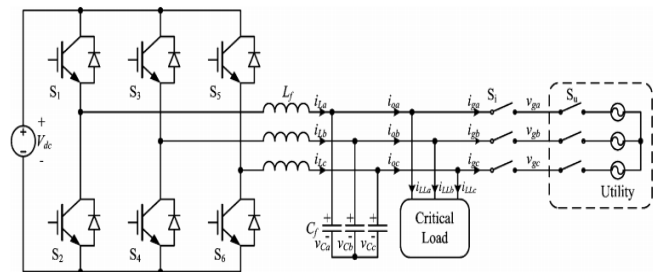 S1 S3 S5
Lf iLa ioa iga Si vga Su
+
Vdc
-
iLb iob igb vgb
iLc ioc igc vgc
iLLa iLLb iLLc
Utility
S2 S4 S6
Cf + + +
vCa - vCb - vCc -
Critical
Load